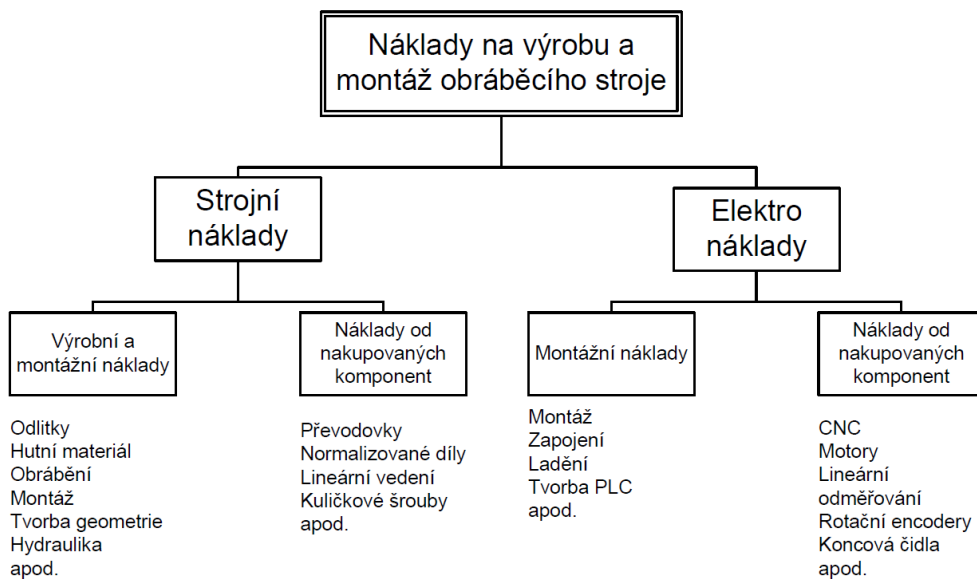 Náklady na výrobu a
montáž obráběcího stroje
Strojní
náklady
Elektro
náklady
Výrobní a
montážní náklady
Náklady od
nakupovaných
komponent
Montážní náklady
Náklady od
nakupovaných
komponent
Odlitky
Hutní materiál
Obrábění
Montáž
Tvorba geometrie
Hydraulika
apod.
Převodovky
Normalizované díly
Lineární vedení
Kuličkové šrouby
apod.
Montáž
Zapojení
Ladění
Tvorba PLC
apod.
CNC
Motory
Lineární
odměřování
Rotační encodery
Koncová čidla
apod.